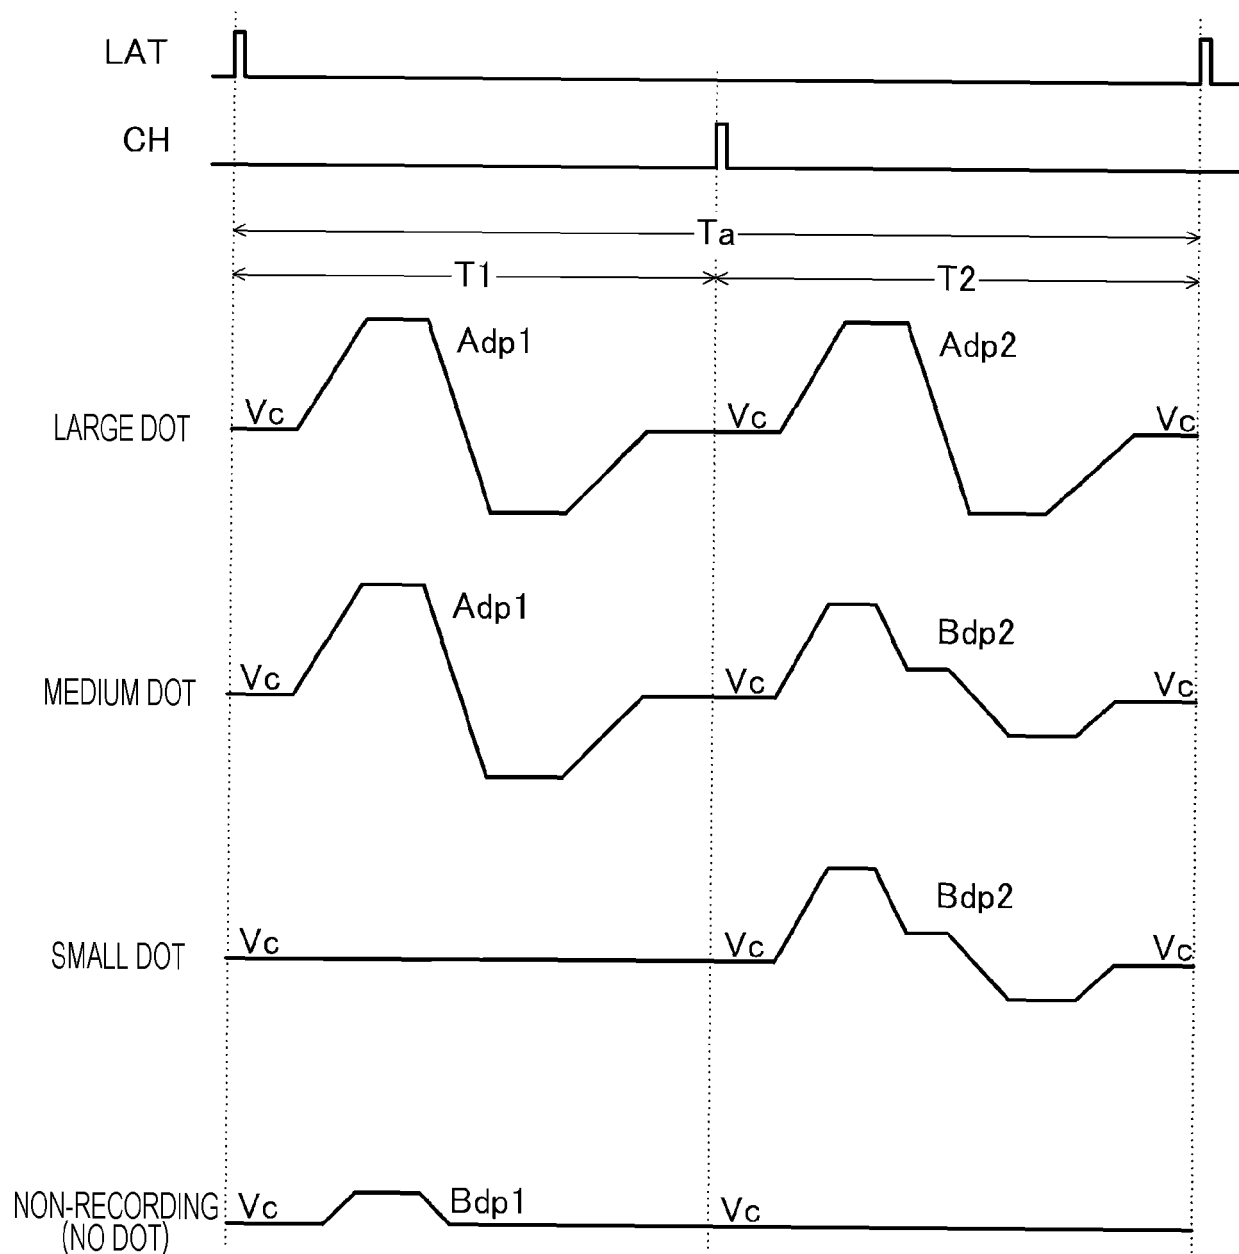 LAT
CH
Ta
T1
T2
Adp1
Adp2
LARGE DOT
Vc
Vc
Vc
Adp1
Bdp2
MEDIUM DOT
Vc
Vc
Vc
Bdp2
SMALL DOT
Vc
Vc
Vc
NON-RECORDING
(NO DOT)
Vc
Bdp1
Vc